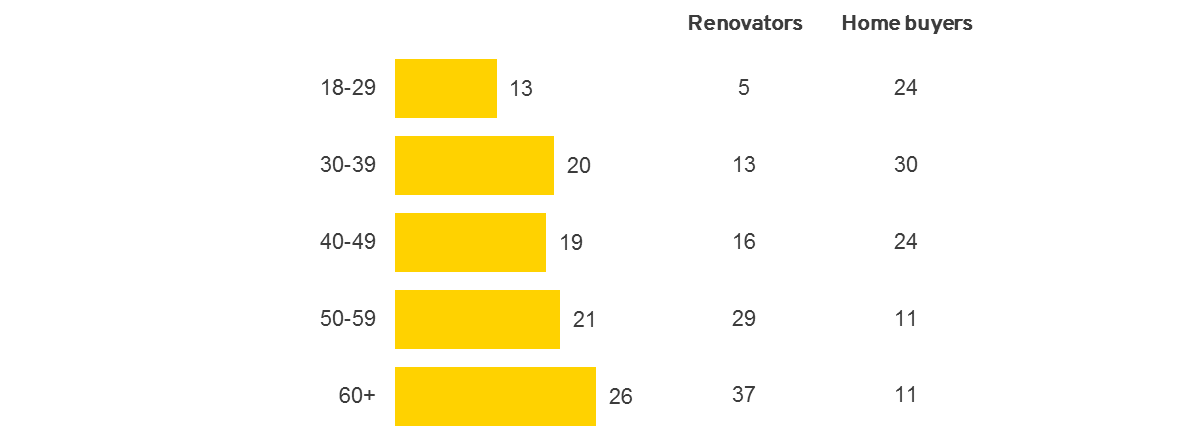 Renovators Home buyers
18-29 13 5 24
30-39 20 13 30
40-49 19 16 24
50-59 21 29 11
60+ 26 37 11